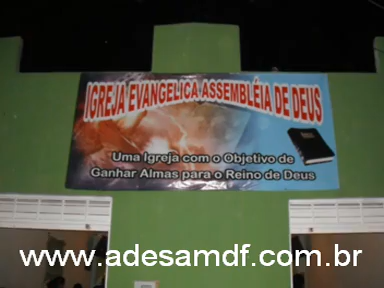 IGREJA EVANGELICA ASSEMBLÉIA DE DEUS
Uma Igreja com o Objetivo de
Ganhar Almas para o Reino de Deus
www.adesamdf.com.br